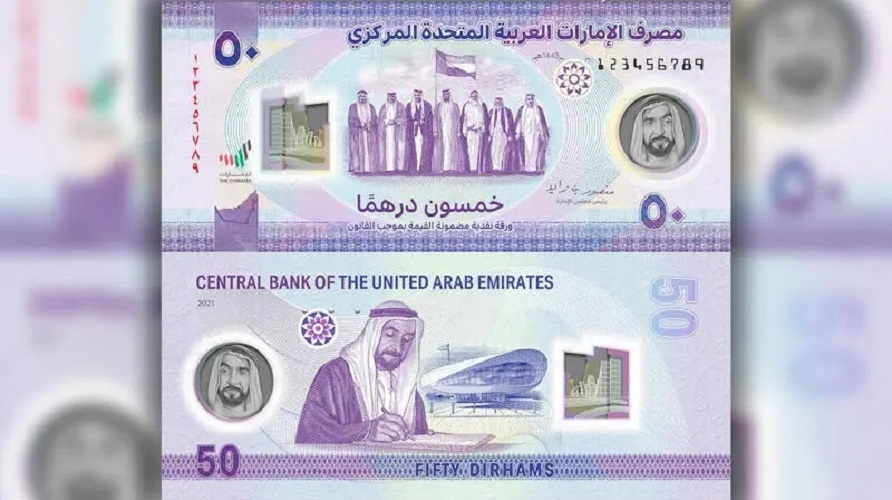 مصرف الإمارات العربية المتحدة المركزي
٥٠
1443هـ
123456789
١٢٣٤٥٦٧٨٩
الإمارات
THE EMIRATES
رئيس مجلس الإدارة
خمسون درهمًا
٥٠
ورقة نقدية مضمونة القيمة بموجب القانون
CENTRAL BANK OF THE UNITED ARAB EMIRATES
2021
50
50
FIFTY DIRHAMS